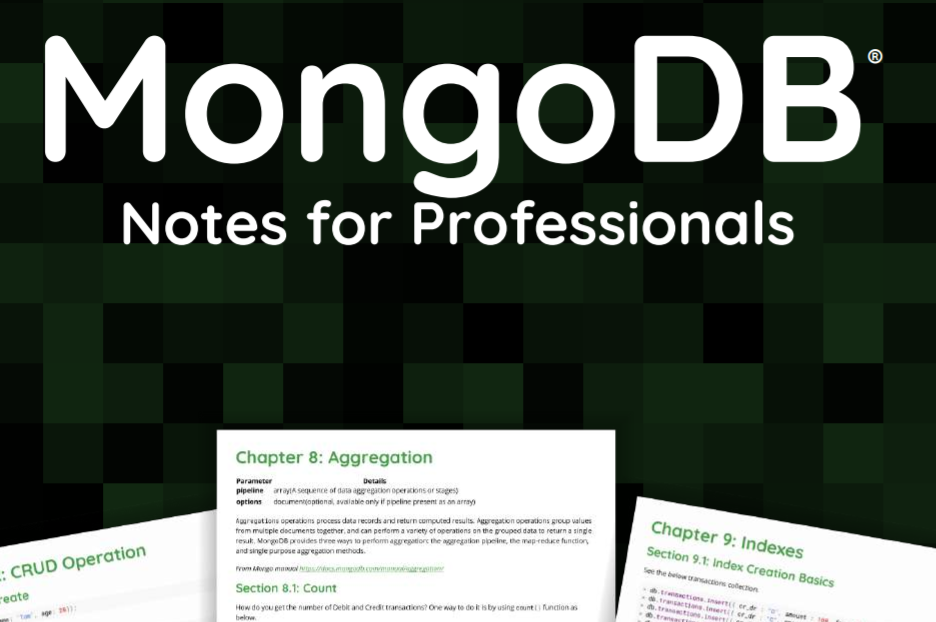 MongoDB®
Notes for Professionals
Chapter 8: Aggregation
Parameter Details
pipeline array(A sequence of data aggregation operations or stages)
options document(optional, available only if pipeline present as an array)
Aggregations operations process data records and return computed results. Aggregation operations group values
from multiple documents together, and can perform a variety of operations on the grouped data to return a single
result. MongoDB provides three ways to perform aggregation: the aggregation pipeline, the map-reduce function,
and single purpose aggregation methods.
From Mongo manual https://docs.mongodb.com/manual/aggregation/
Section 8.1: Count
How do you get the number of Debit and Credit transactions? One way to do it is by using count() function as
below.
: CRUD Operation
reate
"Tom", age: 28});
Chapter 9: Indexes
Section 9.1: Index Creation Basics
See the below transactions collection.
> db.transactions.insert({ cr_dr : "D", amount :
> db.transactions.insert({ cr_dr :
> db.transactions.insert({
> db.transactions.insert(